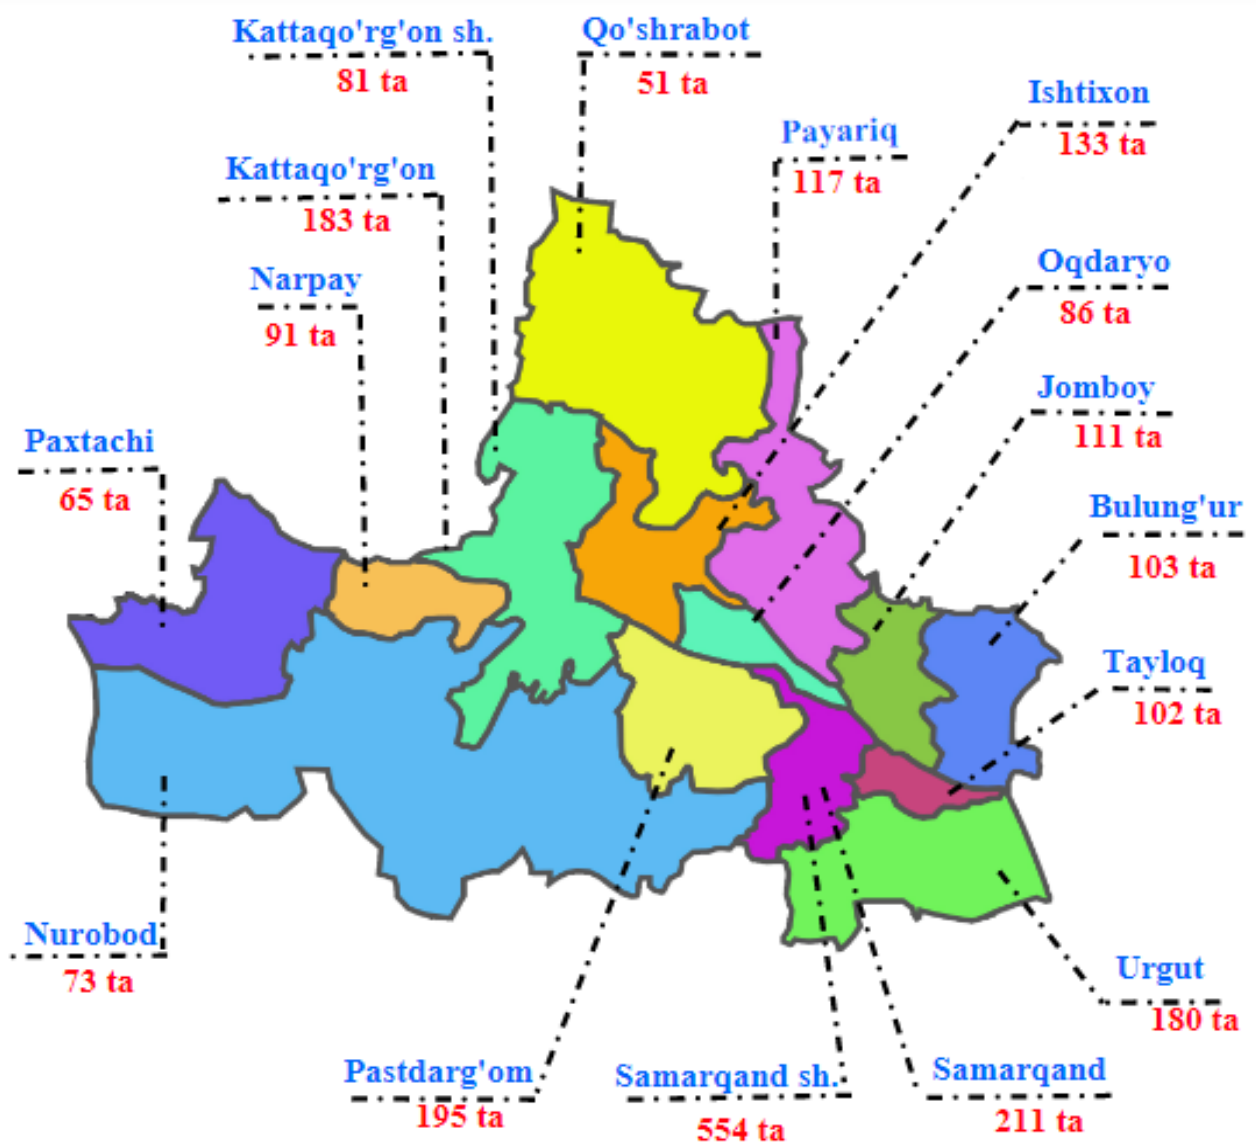 Kattaqo'rg'on sh.
81 ta
Qo'shrabot
51 ta
Ishtixon
133 ta
Payariq
117 ta
Kattaqo'rg'on
183 ta
Narpay
91 ta
Oqdaryo
86 ta
Jomboy
111 ta
Paxtachi
65 ta
Bulung'ur
103 ta
Tayloq
102 ta
Nurobod
73 ta
Urgut
180 ta
Pastdarg'om
195 ta
Samarqand sh.
554 ta
Samarqand
211 ta